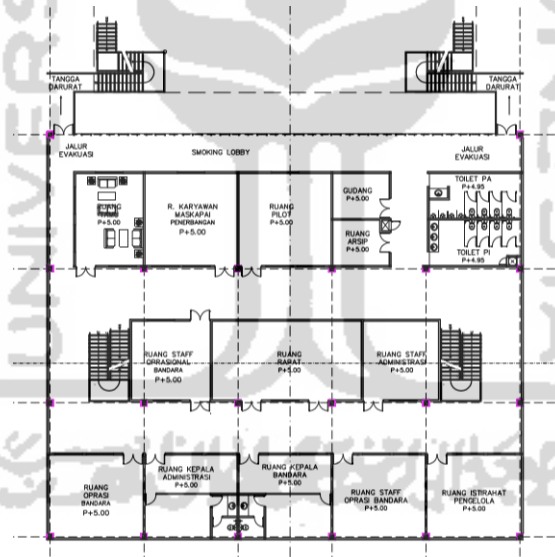 TANGGA
DARURAT
TANGGA
DARURAT
JALUR
EVAKUASI
SMOKING LOBBY
JALUR
EVAKUASI
RUANG
P+5.00
R. KARYAWAN
MASKAPAI
PENERBANGAN
P+5.00
RUANG
PILOT
P+5.00
GUDANG
P+5.00
RUANG
ARSIP
P+5.00
TOILET PA
P+4.95
TOILET PI
P+4.95
RUANG STAFF
OPRASIONAL
BANDARA
P+5.00
RUANG
RAPAT
P+5.00
RUANG STAFF
ADMINISTRASI
P+5.00
RUANG
OPRASI
BANDARA
P+5.00
RUANG KEPALA
ADMINISTRASI
P+5.00
RUANG KEPALA
BANDARA
P+5.00
RUANG STAFF
OPRASI BANDARA
P+5.00
RUANG ISTIRAHAT
PENGELOLA
P+5.00